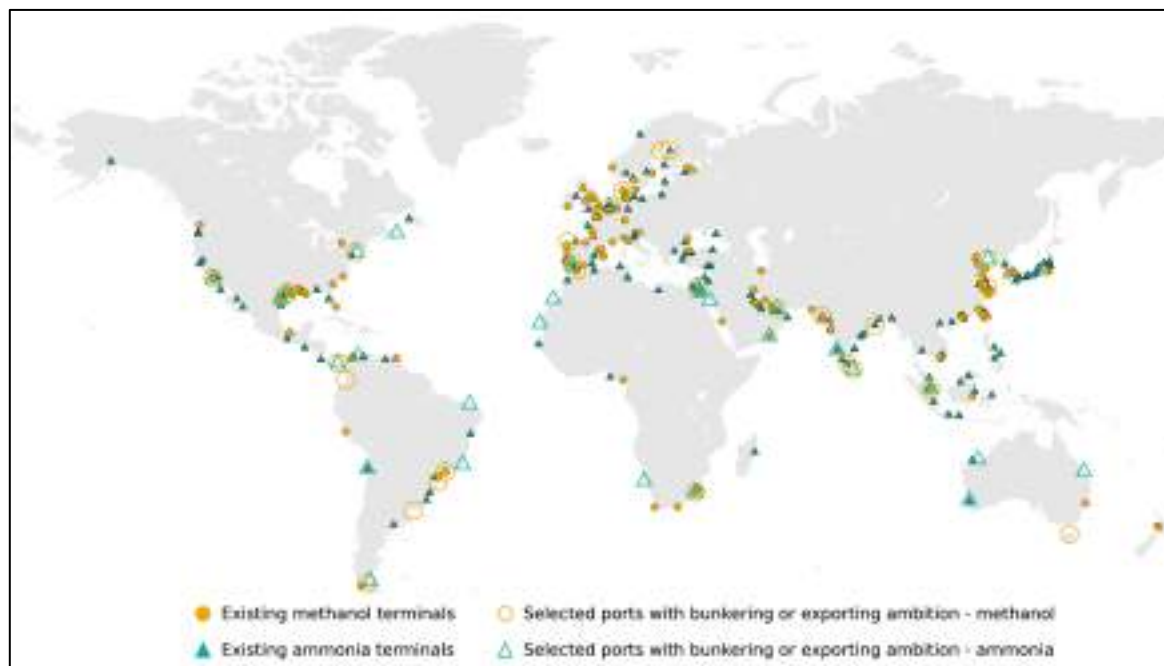 Existing methanol terminals
Selected ports with bunkering or exporting ambition - methanol
Existing ammonia terminals
Selected ports with bunkering or exporting ambition - ammonia